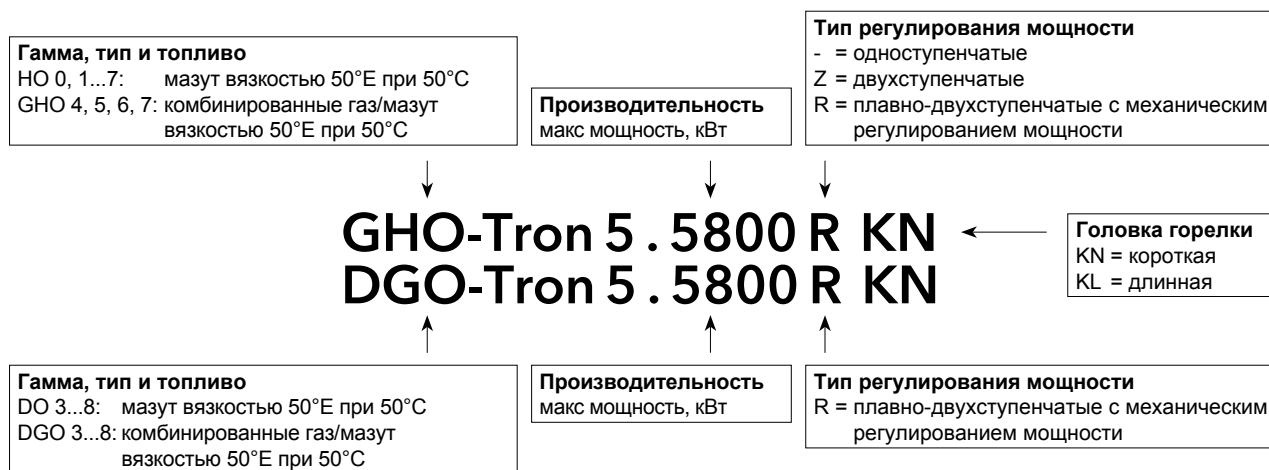 Гамма, тип и топливо
HO 0, 1...7: мазут вязкостью 50°E при 50°C
GHO 4, 5, 6, 7: комбинированные газ/мазут
вязкостью 50°E при 50°C
Производительность
макс мощность, кВт
Тип регулирования мощности
- = одноступенчатые
Z = двухступенчатые
R = плавно-двухступенчатые с механическим
регулированием мощности
GHO-Tron 5 . 5800 R KN
DGO-Tron 5 . 5800 R KN
Головка горелки
KN = короткая
KL = длинная
Гамма, тип и топливо
DO 3...8: мазут вязкостью 50°E при 50°C
DGO 3...8: комбинированные газ/мазут
вязкостью 50°E при 50°C
Производительность
макс мощность, кВт
Тип регулирования мощности
R = плавно-двухступенчатые с механическим
регулированием мощности